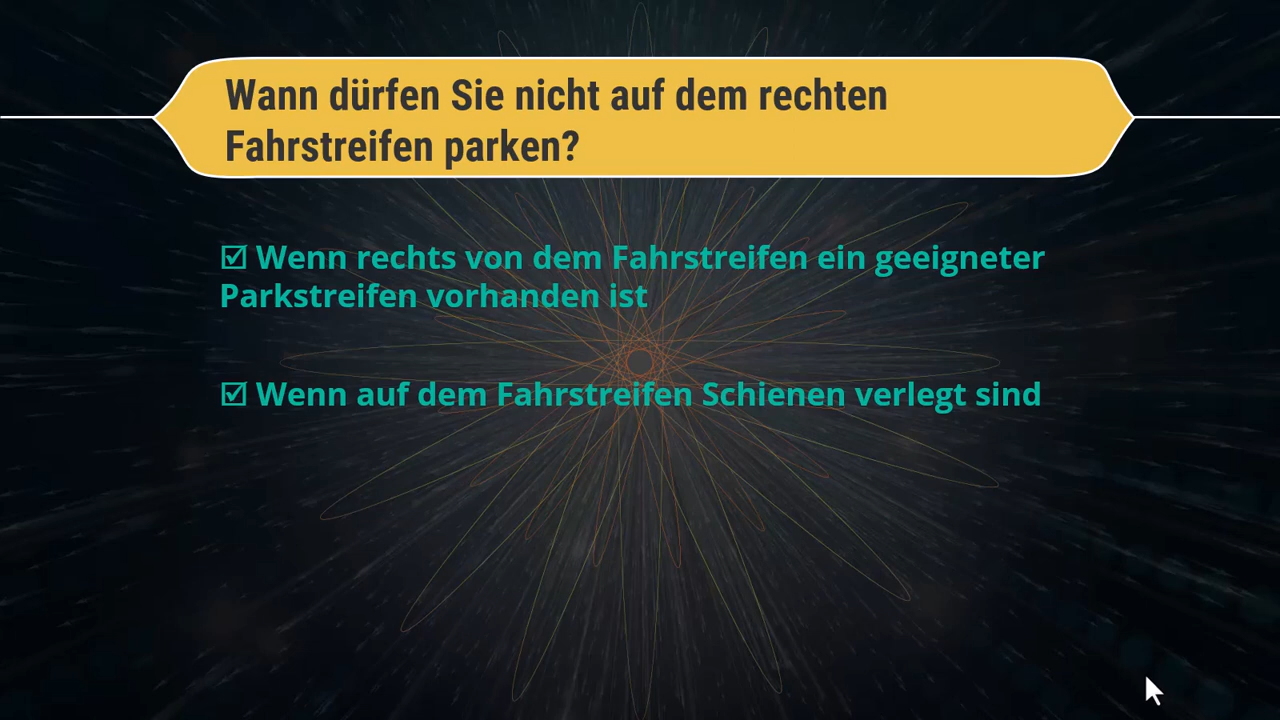 Wann dürfen Sie nicht auf dem rechten
Fahrstreifen parken?
☑ Wenn rechts von dem Fahrstreifen ein geeigneter
Parkstreifen vorhanden ist
☑ Wenn auf dem Fahrstreifen Schienen verlegt sind